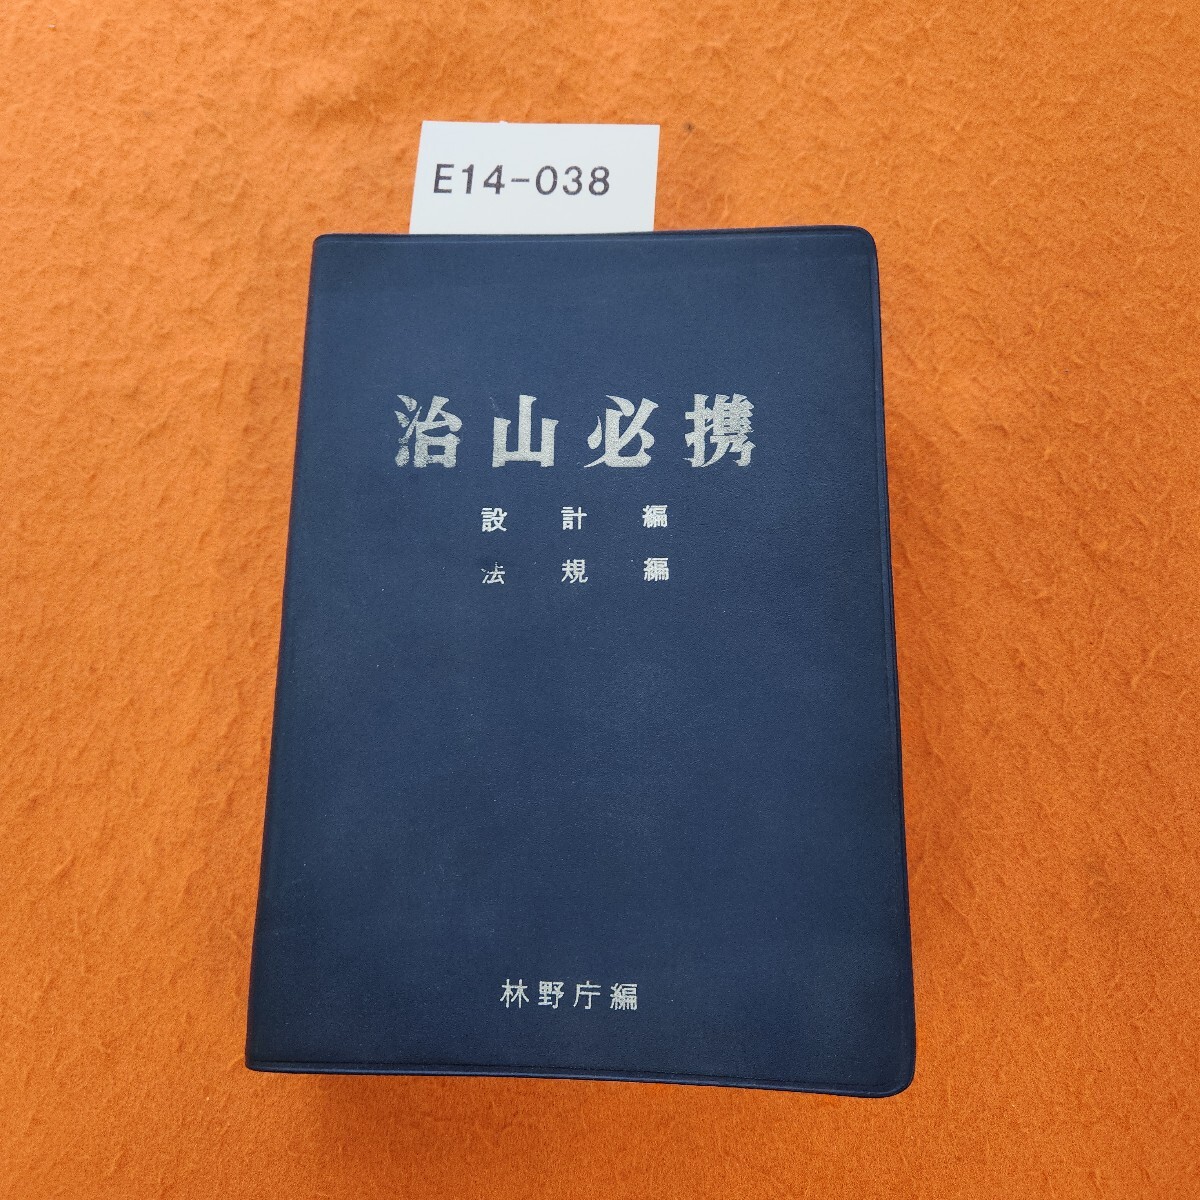 E14-038
治山必携
設計編
法規編
林野庁編